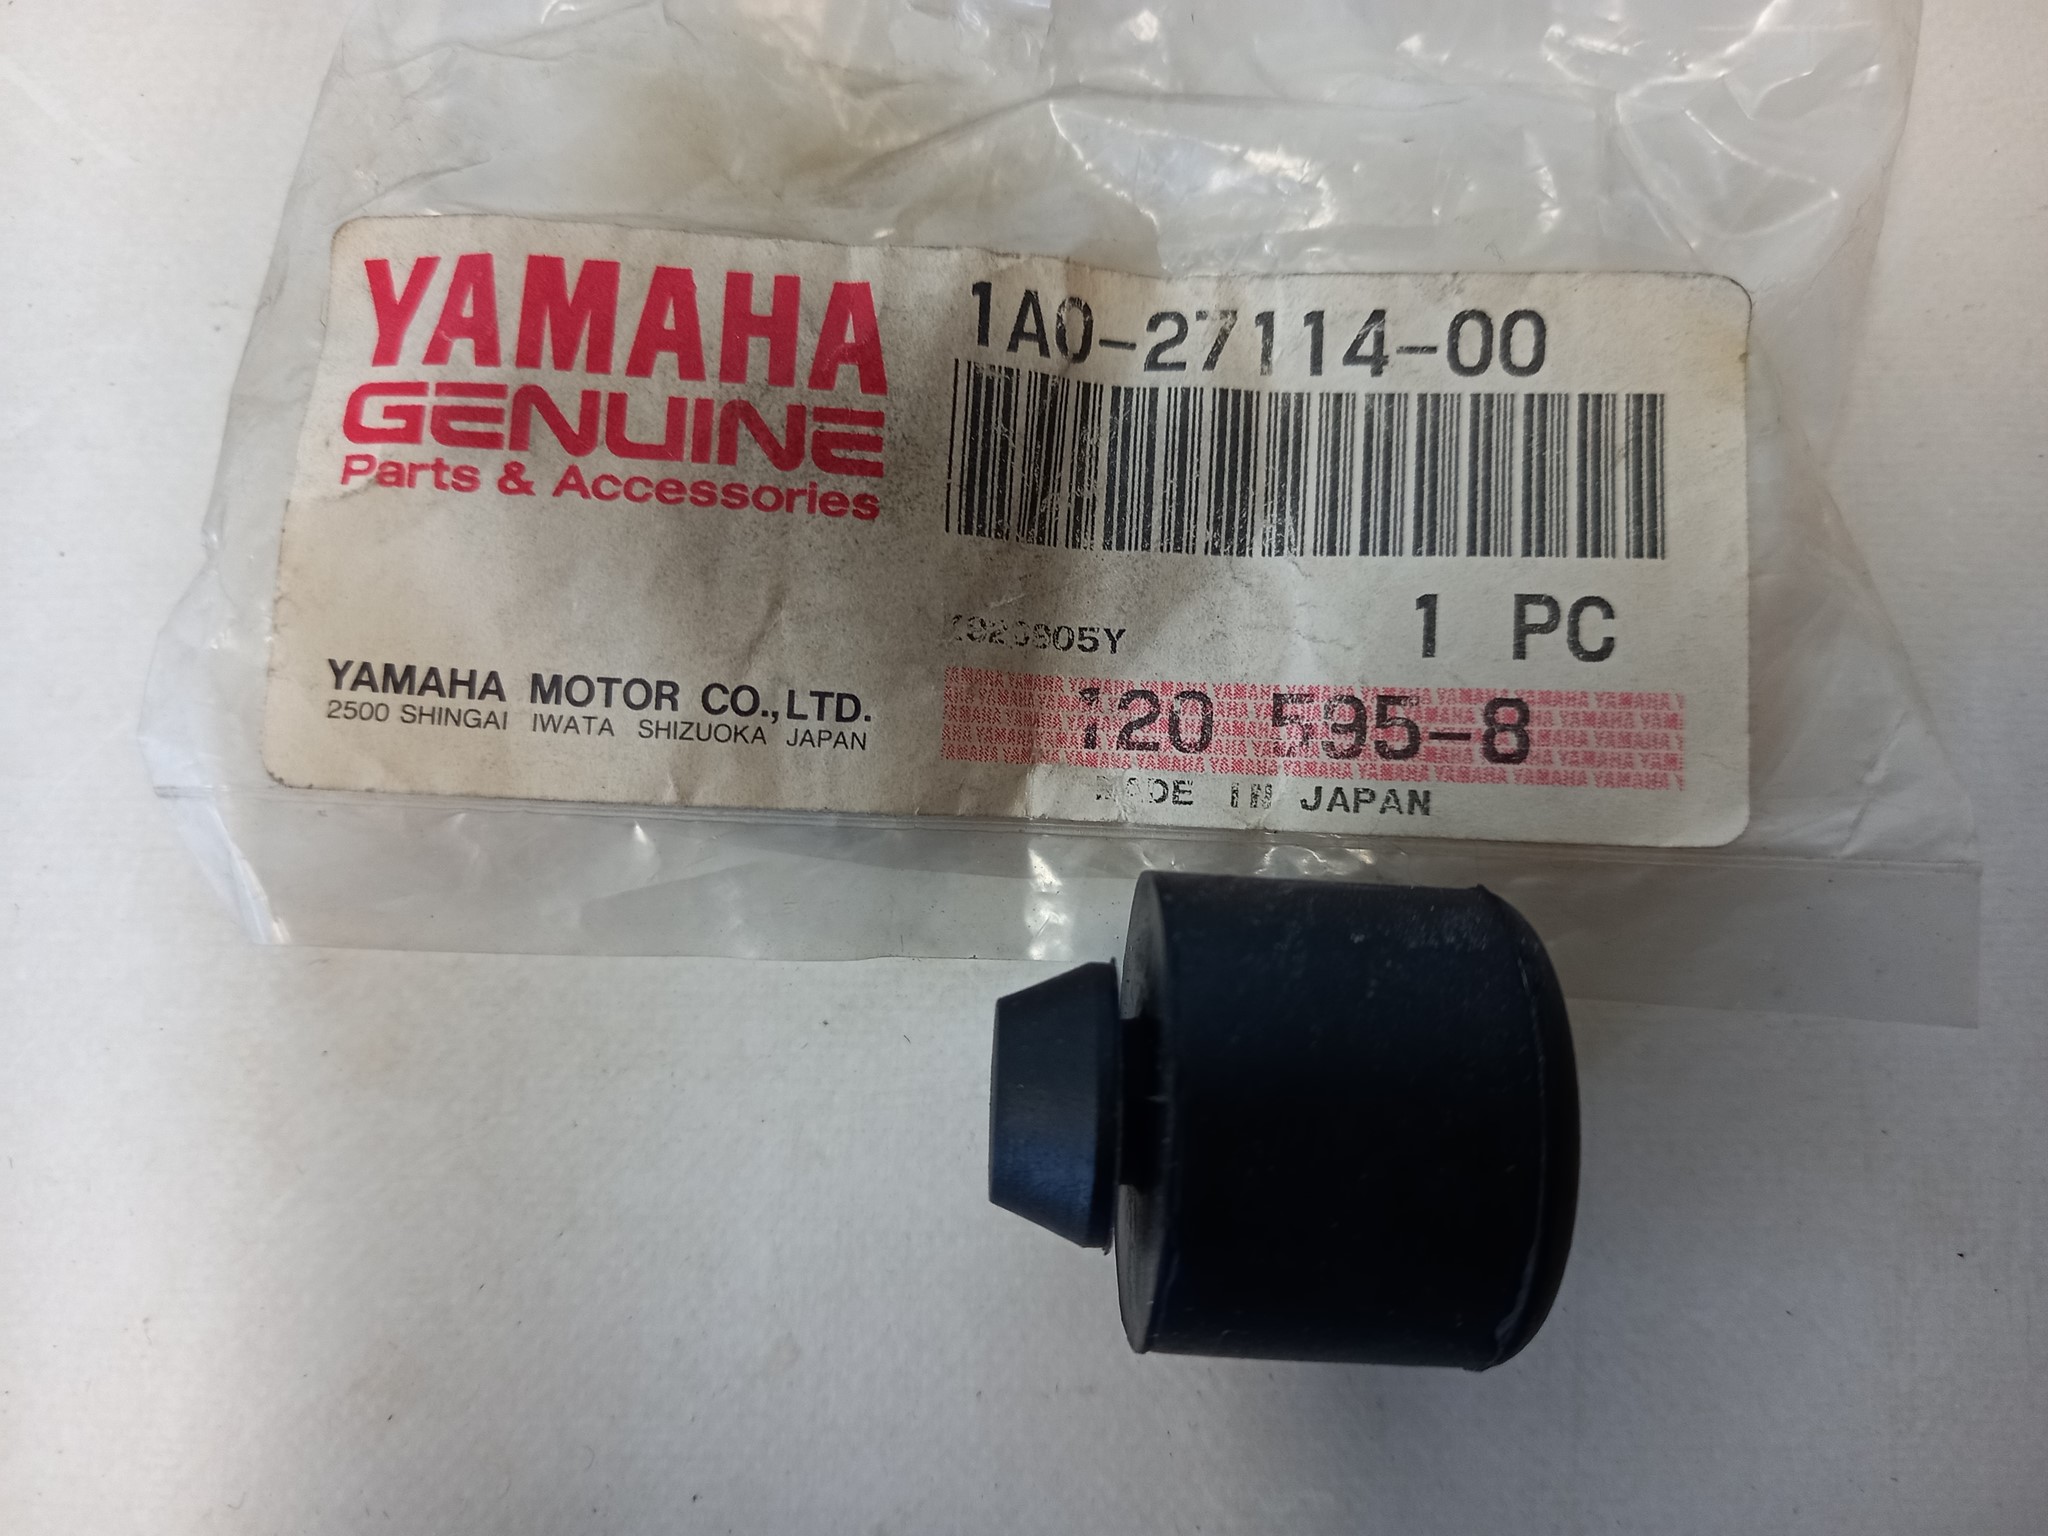 YAMAHA
GENUINE
Parts & Accessories
YAMAHA MOTOR CO., LTD.
2500 SHINGAI IWATA SHIZUOKA JAPAN
1A0-27114-00
1 PC
120 595-8
MADE IN JAPAN